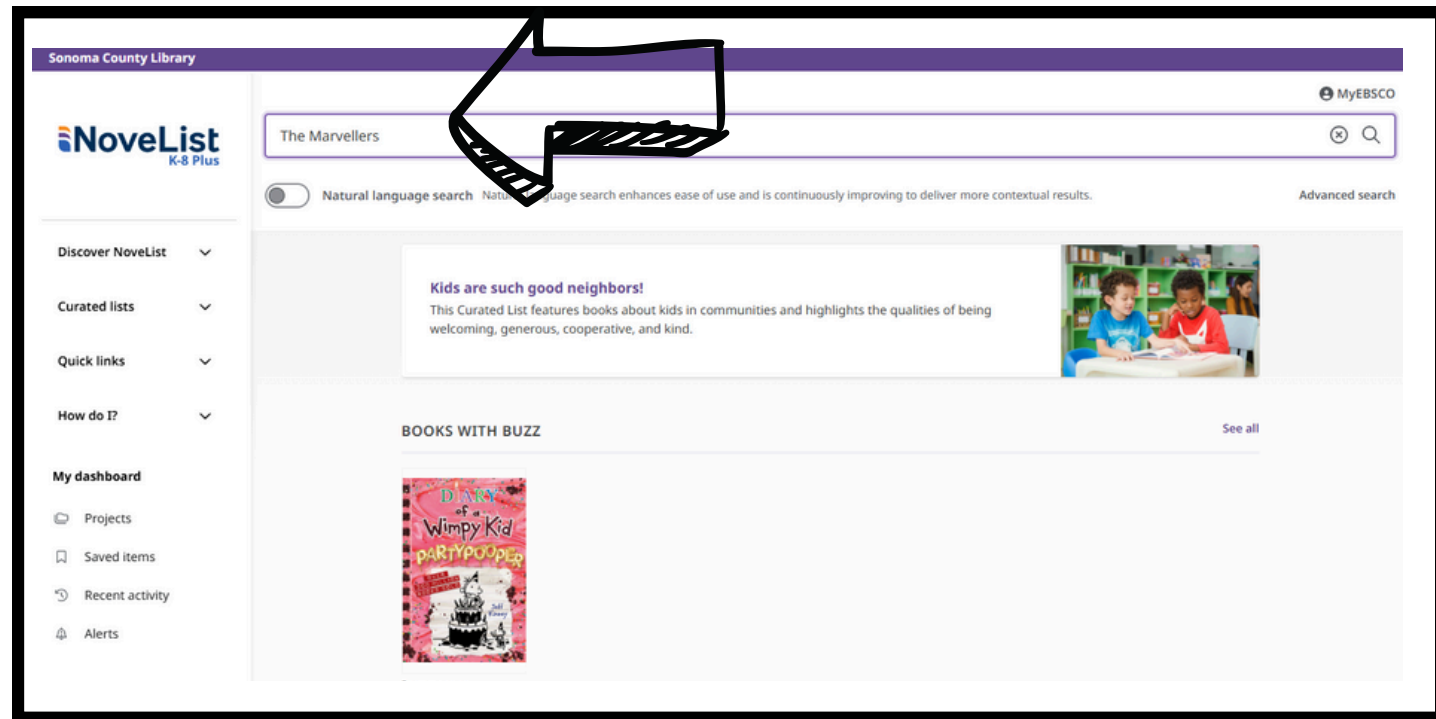 Sonoma County Library
MyEBSCO
NoveList
K-8 Plus
The Marvellers
Natural language search Natural language search enhances ease of use and is continuously improving to deliver more contextual results.
Advanced search
Discover NoveList
Curated lists
Quick links
How do I?
My dashboard
Projects
Saved items
Recent activity
Alerts
Kids are such good neighbors!
This Curated List features books about kids in communities and highlights the qualities of being
welcoming, generous, cooperative, and kind.
BOOKS WITH BUZZ
See all
DIARY
of a
Wimpy Kid
PARTYPOOPER
Jeff
Kinney